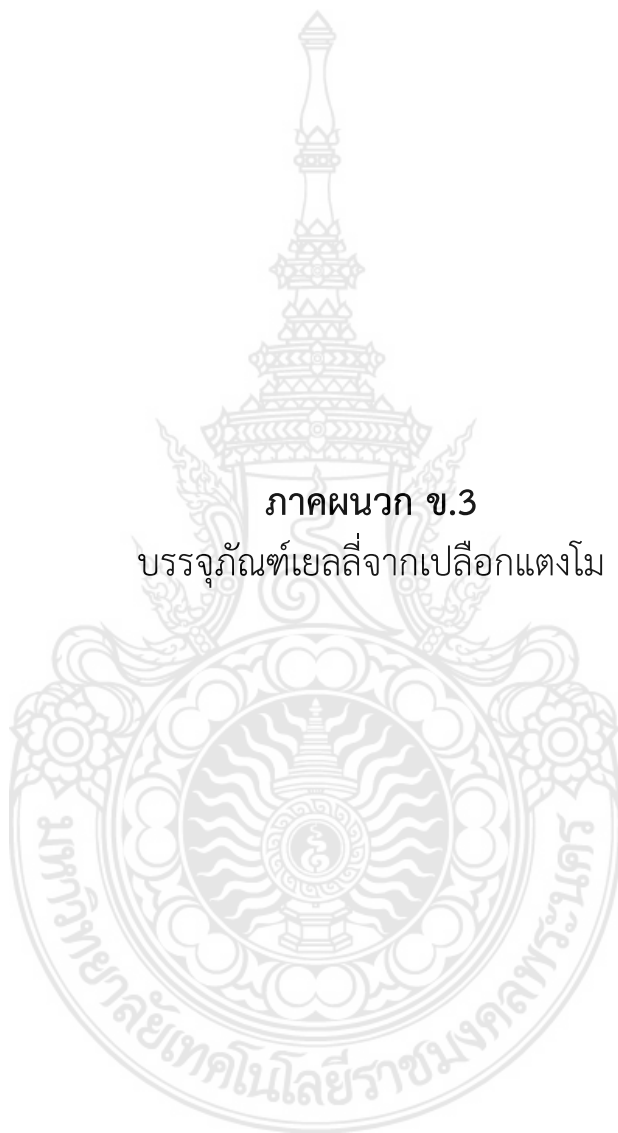 ภาคผนวก ข.3
บรรจุภัณฑ์เยลลี่จากเปลือกแตงโม
มหาวิทยาลัยเทคโนโลยีราชมงคลพระนคร